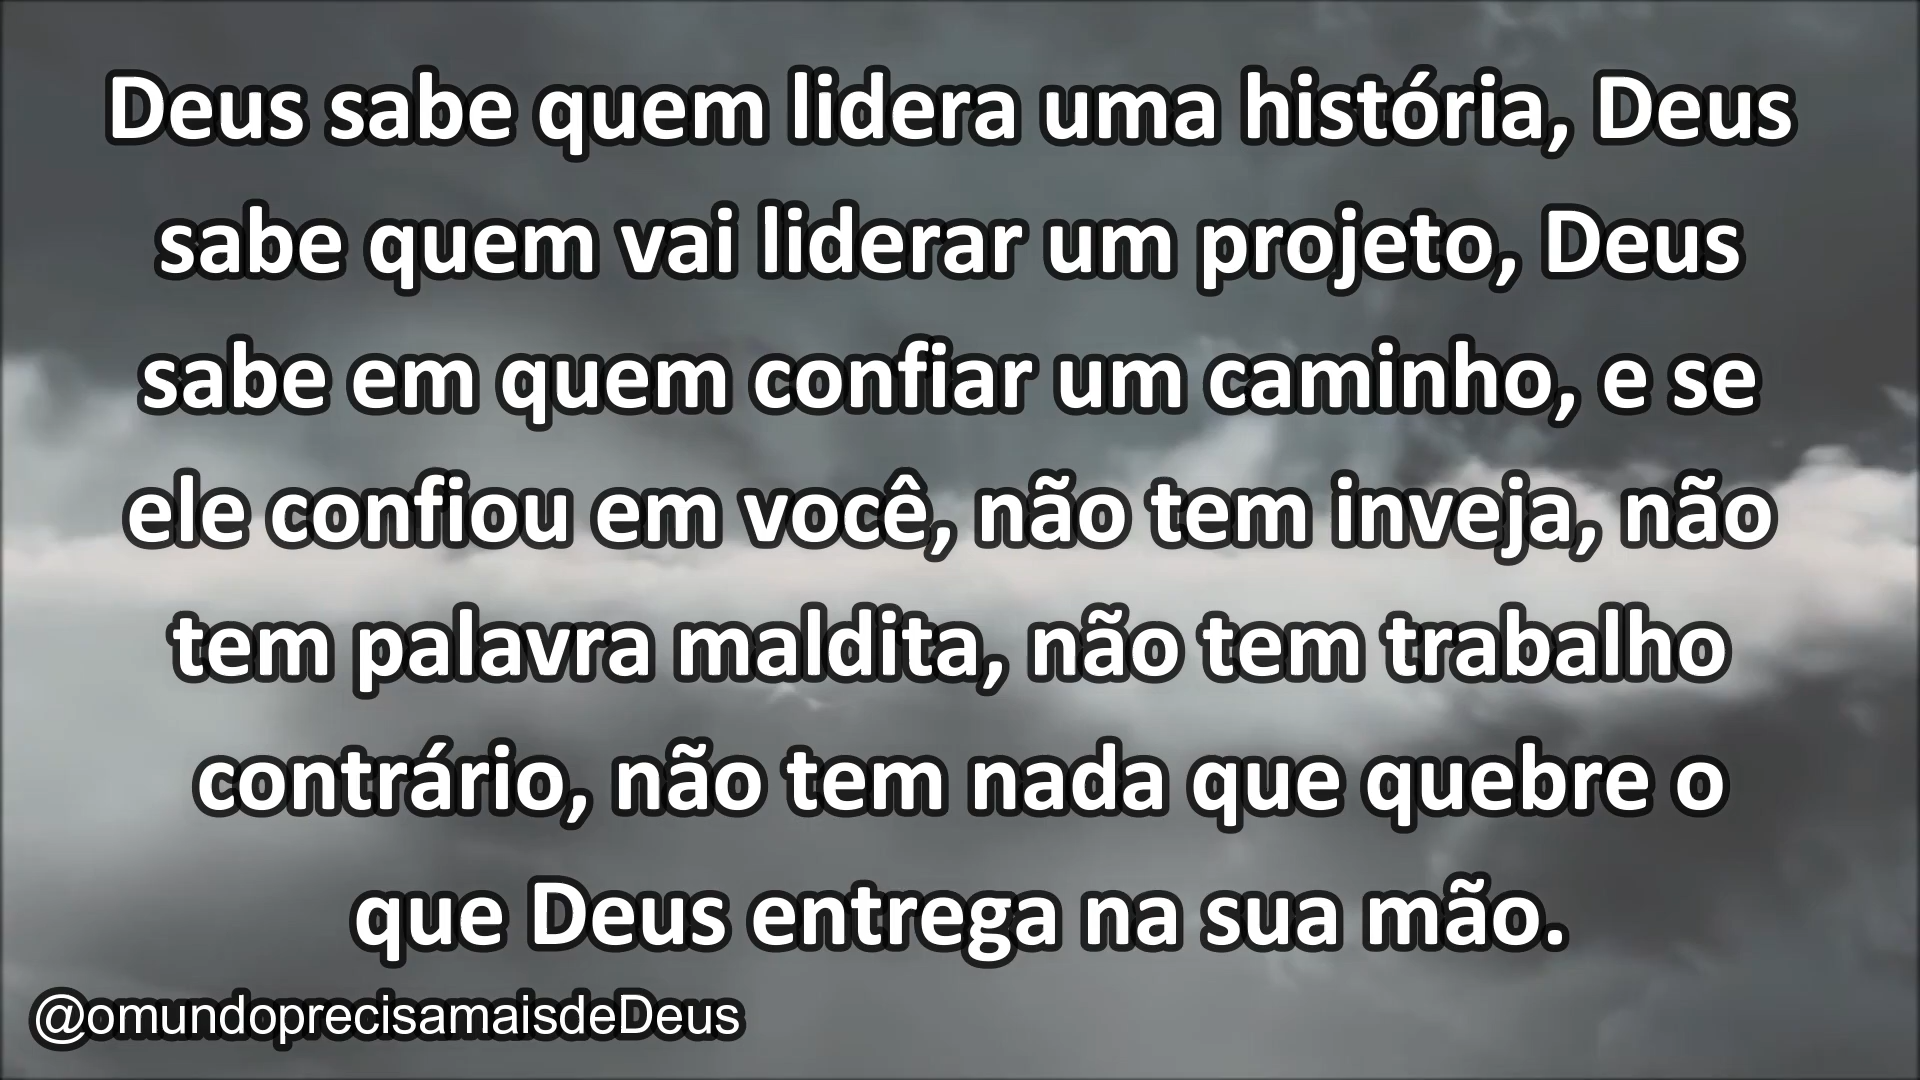 Deus sabe quem lidera uma história, Deus
sabe quem vai liderar um projeto, Deus
sabe em quem confiar um caminho, e se
ele confiou em você, não tem inveja, não
tem palavra maldita, não tem trabalho
contrário, não tem nada que quebre o
que Deus entrega na sua mão.
@omundoprecisamaisdeDeus